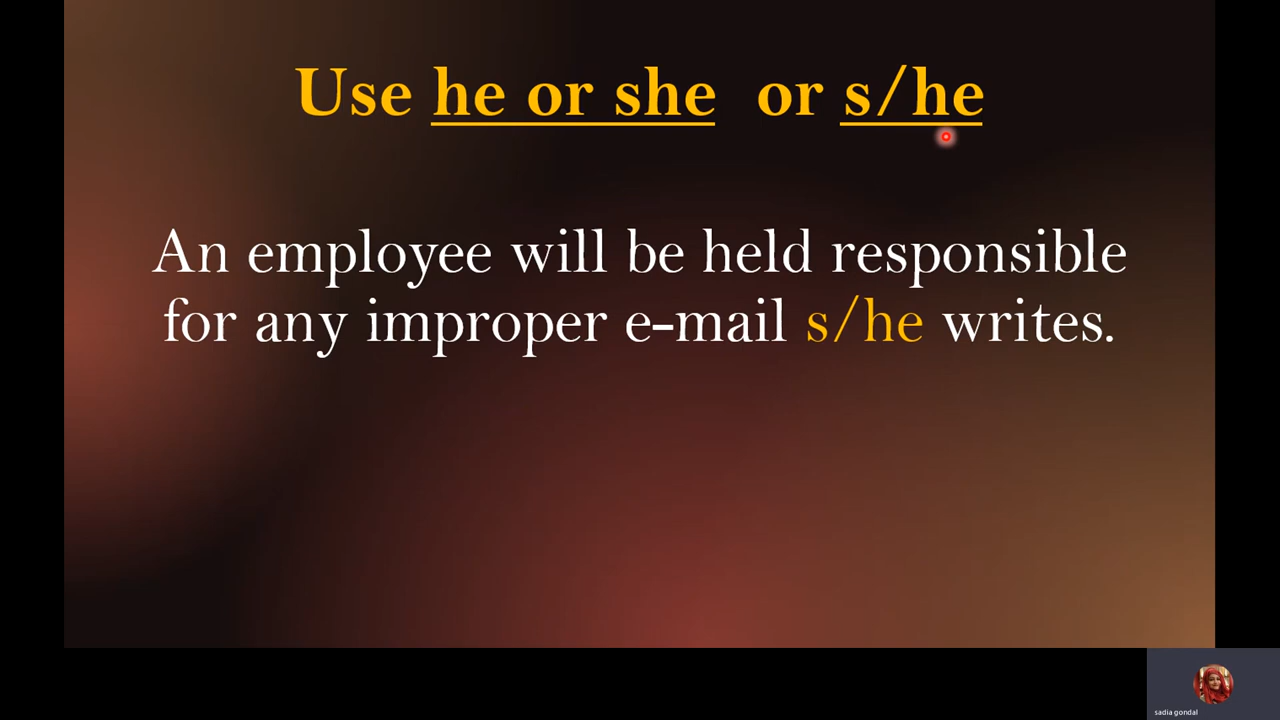 Use he or she or s/he
An employee will be held responsible
for any improper e-mail s/he writes.
sadia gondal